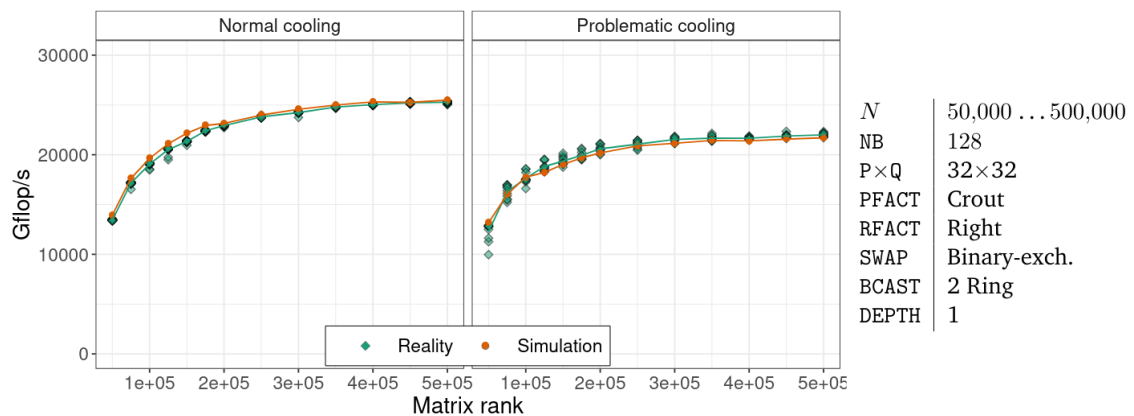 Normal cooling
Problematic cooling
30000
20000
10000
0
Gflop/s
Reality
Simulation
1e+05 2e+05 3e+05 4e+05 5e+05
1e+05 2e+05 3e+05 4e+05 5e+05
Matrix rank
N 50,000 ...500,000
NB 128
P×Q 32×32
PFACT Crout
RFACT Right
SWAP Binary-exch.
BCAST 2 Ring
DEPTH 1